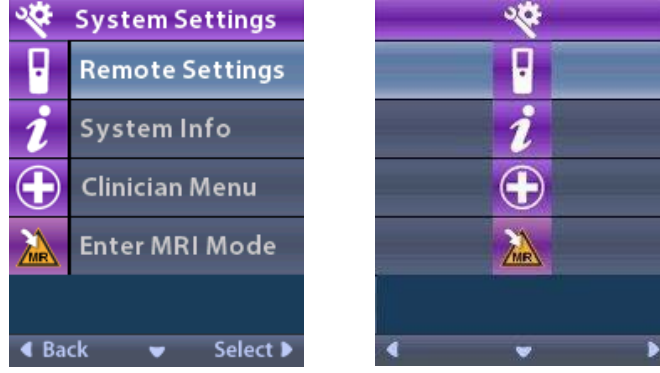 System Settings
Remote Settings
i System Info
Clinician Menu
MR Enter MRI Mode
Back Select
i
MR